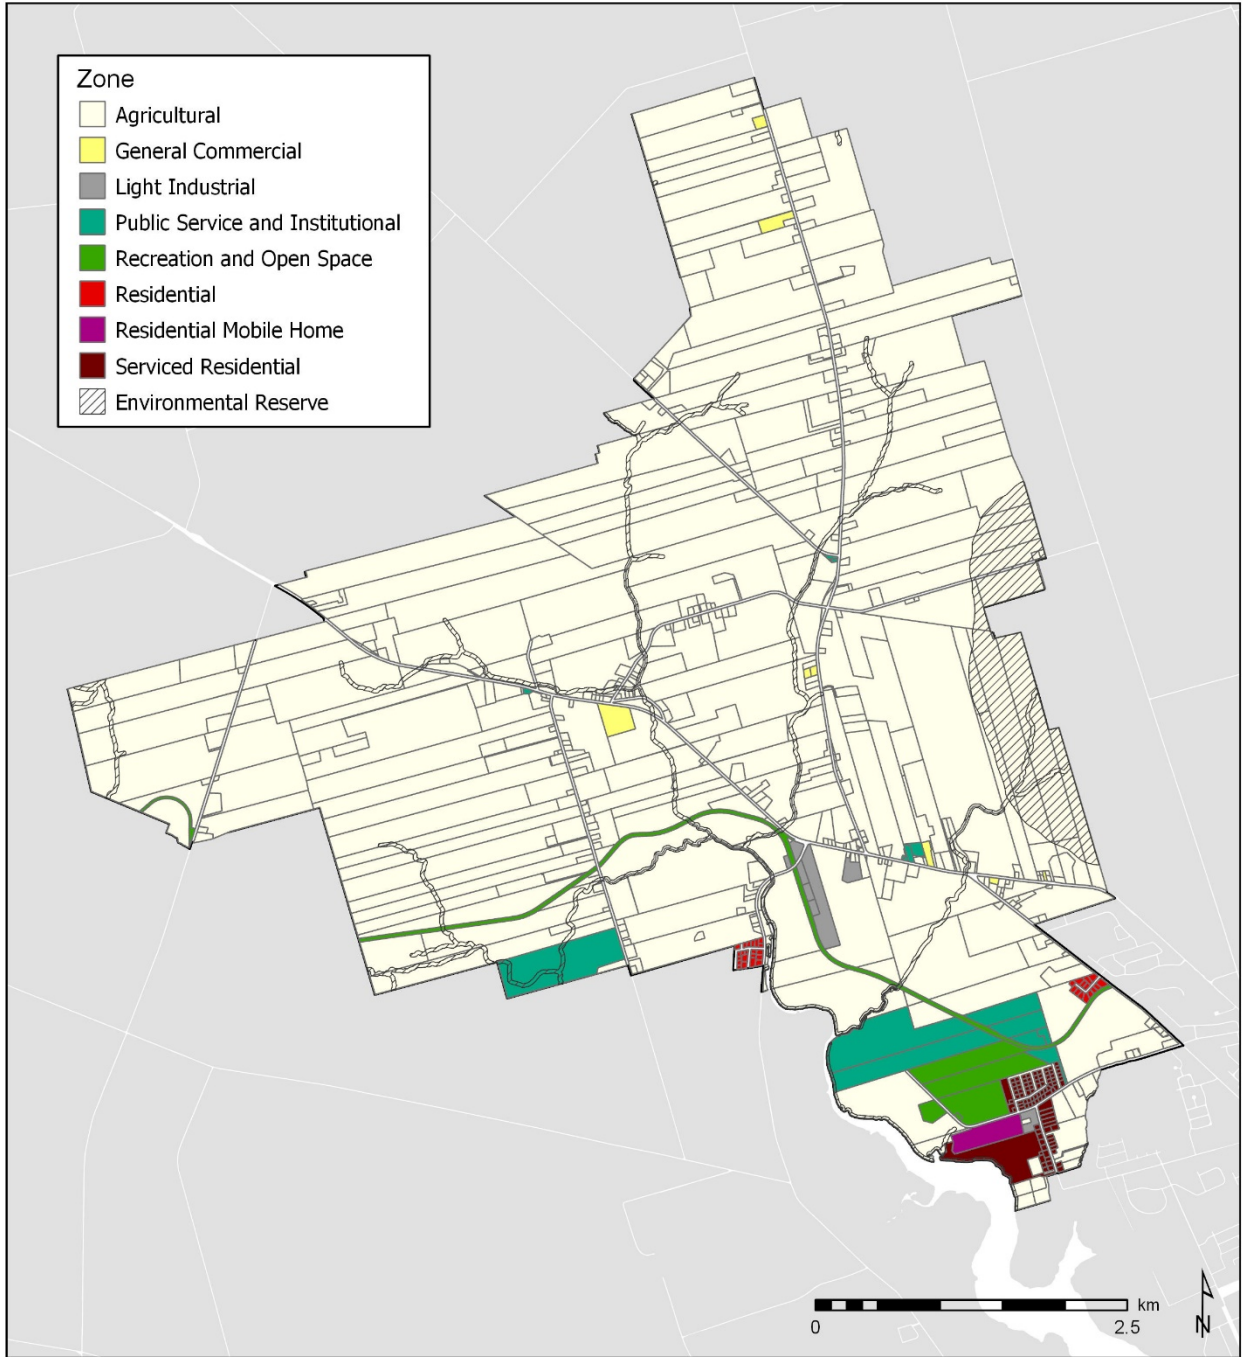 Zone
Agricultural
General Commercial
Light Industrial
Public Service and Institutional
Recreation and Open Space
Residential
Residential Mobile Home
Serviced Residential
Environmental Reserve
km
0 2.5
N